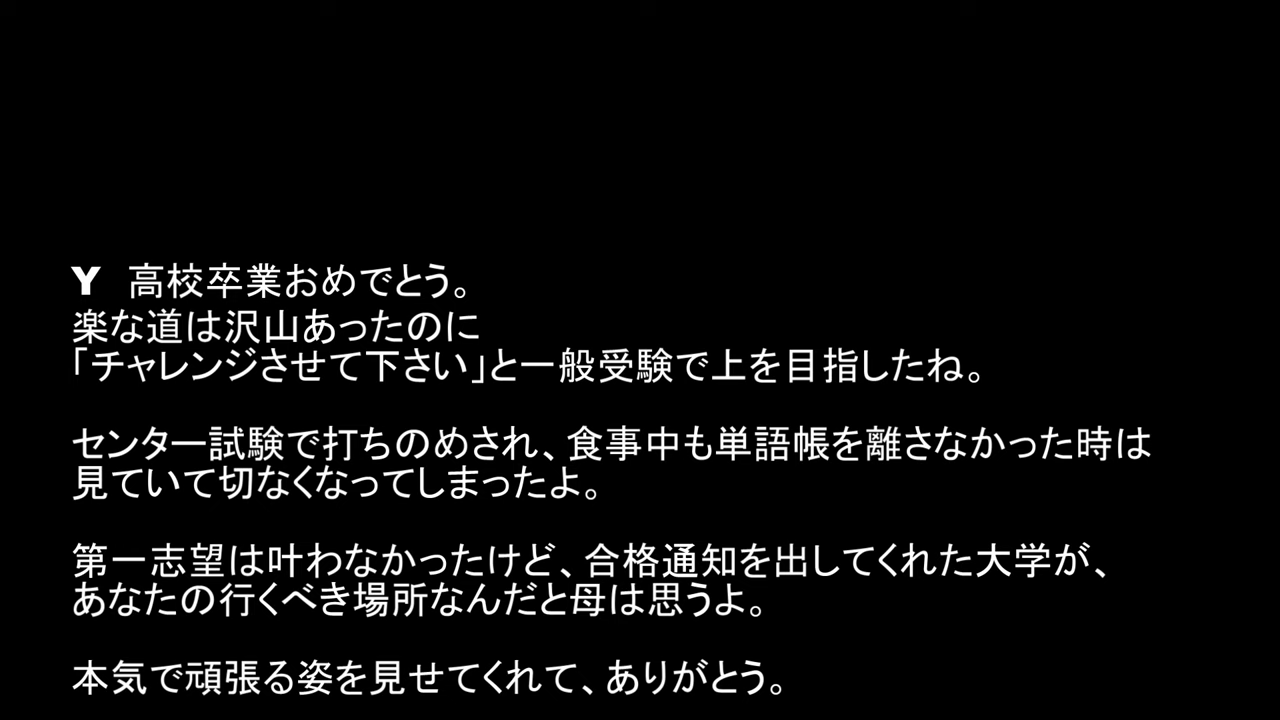 Y　高校卒業おめでとう。
楽な道は沢山あったのに
「チャレンジさせて下さい」と一般受験で上を目指したね。
センター試験で打ちのめされ、食事中も単語帳を離さなかった時は
見ていて切なくなってしまったよ。
第一志望は叶わなかったけど、合格通知を出してくれた大学が、
あなたの行くべき場所なんだと母は思うよ。
本気で頑張る姿を見せてくれて、ありがとう。